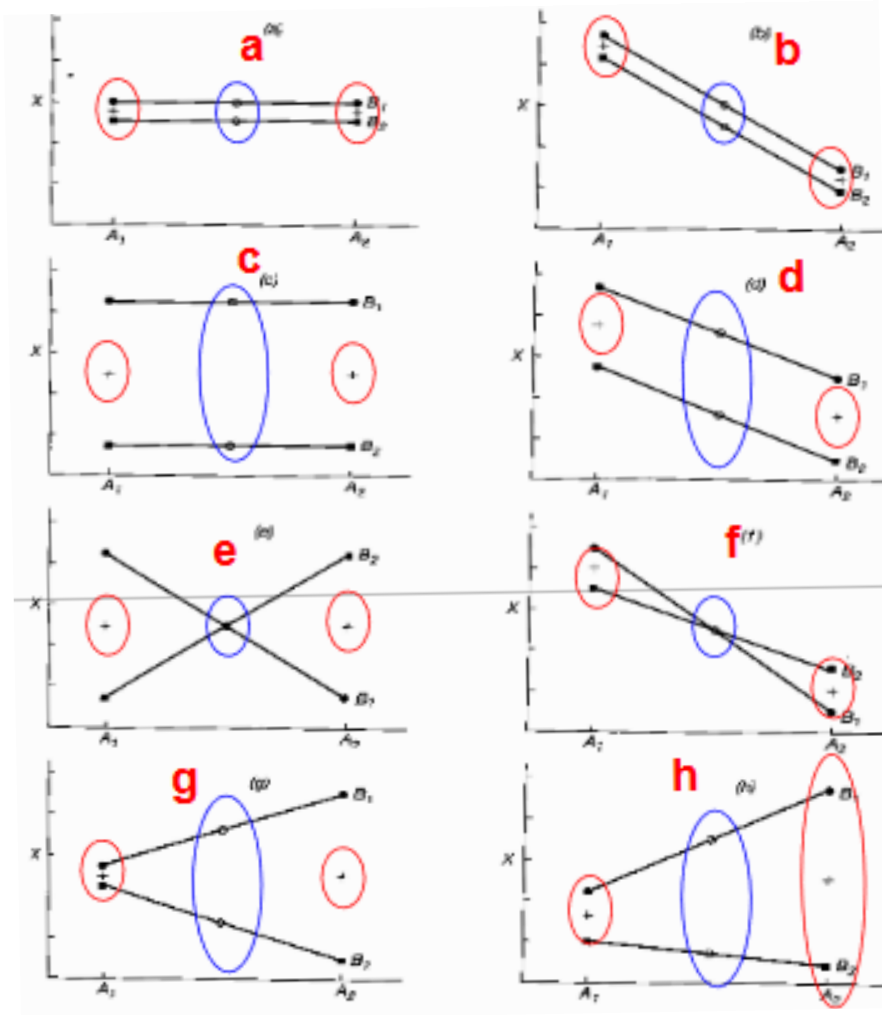 a (a) b (b)
X B₁ X B₁
B₂ B₂
A₁ A₂ A₁ A₂
c (c) d (d)
X B₁ X B₁
B₂ B₂
A₁ A₂ A₁ A₂
e (e) f (f)
X B₂ X B₂
B₁ B₁
A₁ A₂ A₁ A₂
g (g) h (h)
X B₁ X
B₂ B₂
A₁ A₂ A₁ A₂